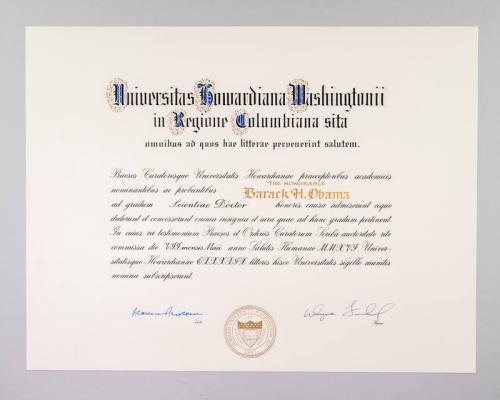 Universitas Howardiana Washingtonii
in Regione Columbiana sita
omnibus ad quos hae litterae pervenerint salutem.
Praeses Curatoresque Universitatis Howardianae praeceptoribus academicis
THE HONORABLE
nominantibus ac probantibus Barack H. Obama
ad gradum Scientiae Doctor honoris causa admiserunt eique
dederunt et concesserunt omnia insignia et iura quae ad hunc gradum pertinent.
In cuius rei testimonium Praeses et Ordinis Curatorum Scriba auctoritate rite
commissa die VII mensis Maii anno Salutis Humanae MMXVI Univer-
sitatisque Howardianae CXXXXIX litteris hisce Universitatis sigillo munitis
nomina subscripserunt.